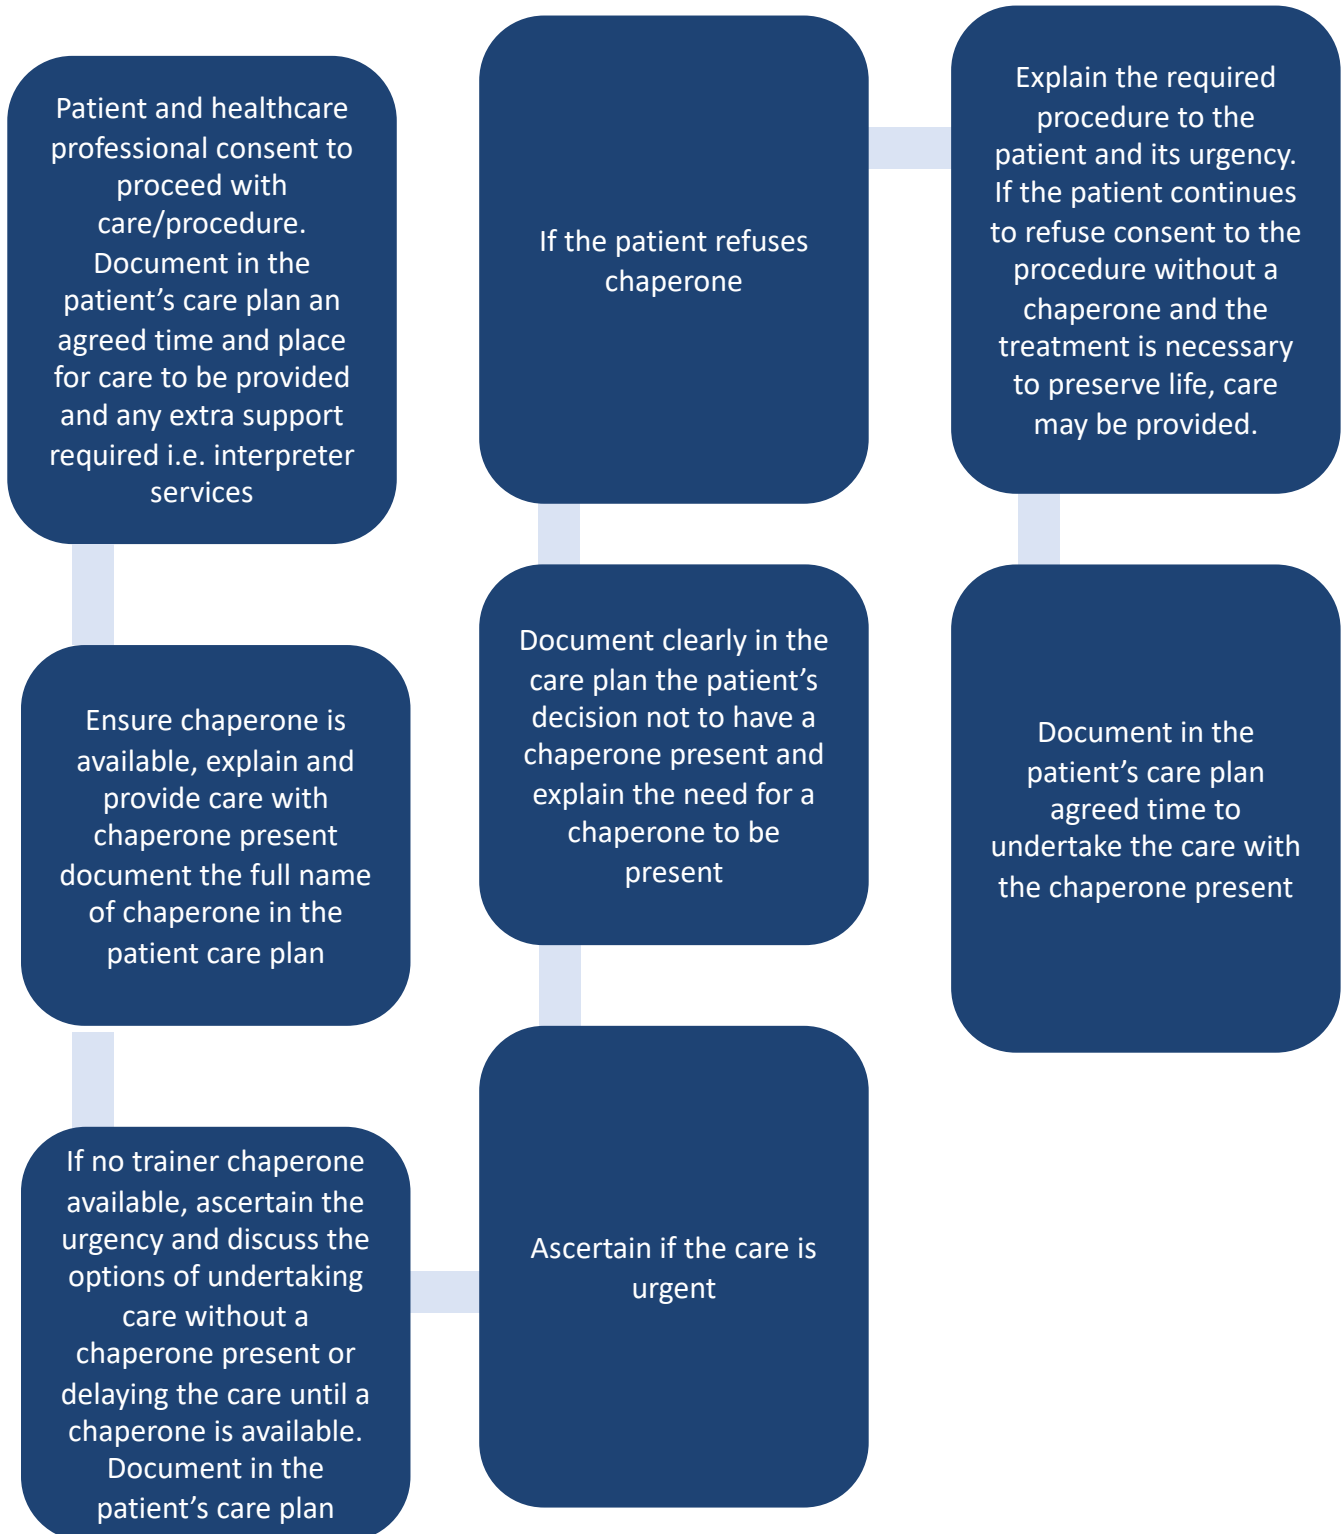 Patient and healthcare
professional consent to
proceed with
care/procedure.
Document in the
patient’s care plan an
agreed time and place
for care to be provided
and any extra support
required i.e. interpreter
services
Ensure chaperone is
available, explain and
provide care with
chaperone present
document the full name
of chaperone in the
patient care plan
If no trainer chaperone
available, ascertain the
urgency and discuss the
options of undertaking
care without a
chaperone present or
delaying the care until a
chaperone is available.
Document in the
patient’s care plan
Ascertain if the care is
urgent
Document clearly in the
care plan the patient’s
decision not to have a
chaperone present and
explain the need for a
chaperone to be
present
If the patient refuses
chaperone
Explain the required
procedure to the
patient and its urgency.
If the patient continues
to refuse consent to the
procedure without a
chaperone and the
treatment is necessary
to preserve life, care
may be provided.
Document in the
patient’s care plan
agreed time to
undertake the care with
the chaperone present